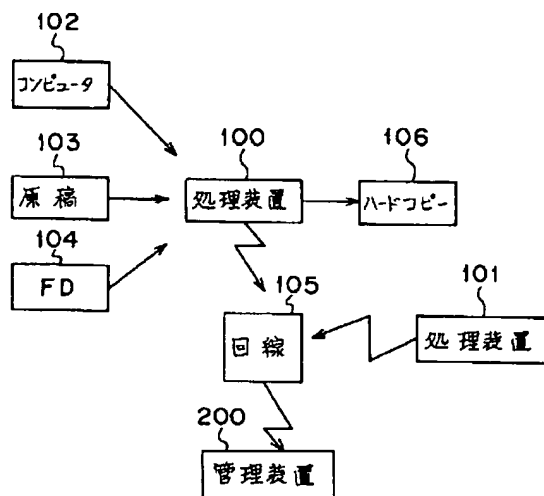 102
コンピュータ
100
106
103
原稿
処理装置
ハードコピー
104
FD
105
101
回線
処理装置
200
管理装置